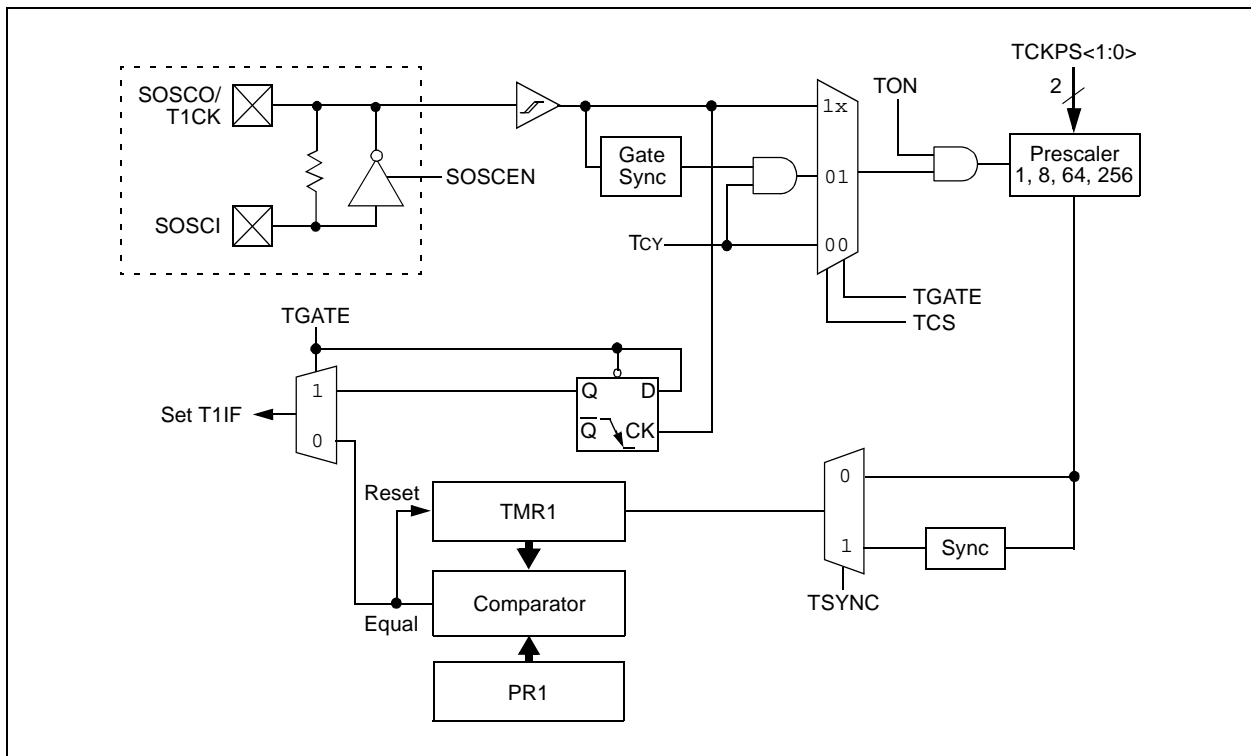 TCKPS<1:0>
SOSCO/
T1CK
TON
2
1x
Gate
Sync
Prescaler
1, 8, 64, 256
SOSCEN
01
SOSCI
TCY
00
TGATE
TCS
TGATE
1
Q
D
Set T1IF
Q
CK
0
0
Reset
TMR1
1
Sync
TSYNC
Comparator
Equal
PR1